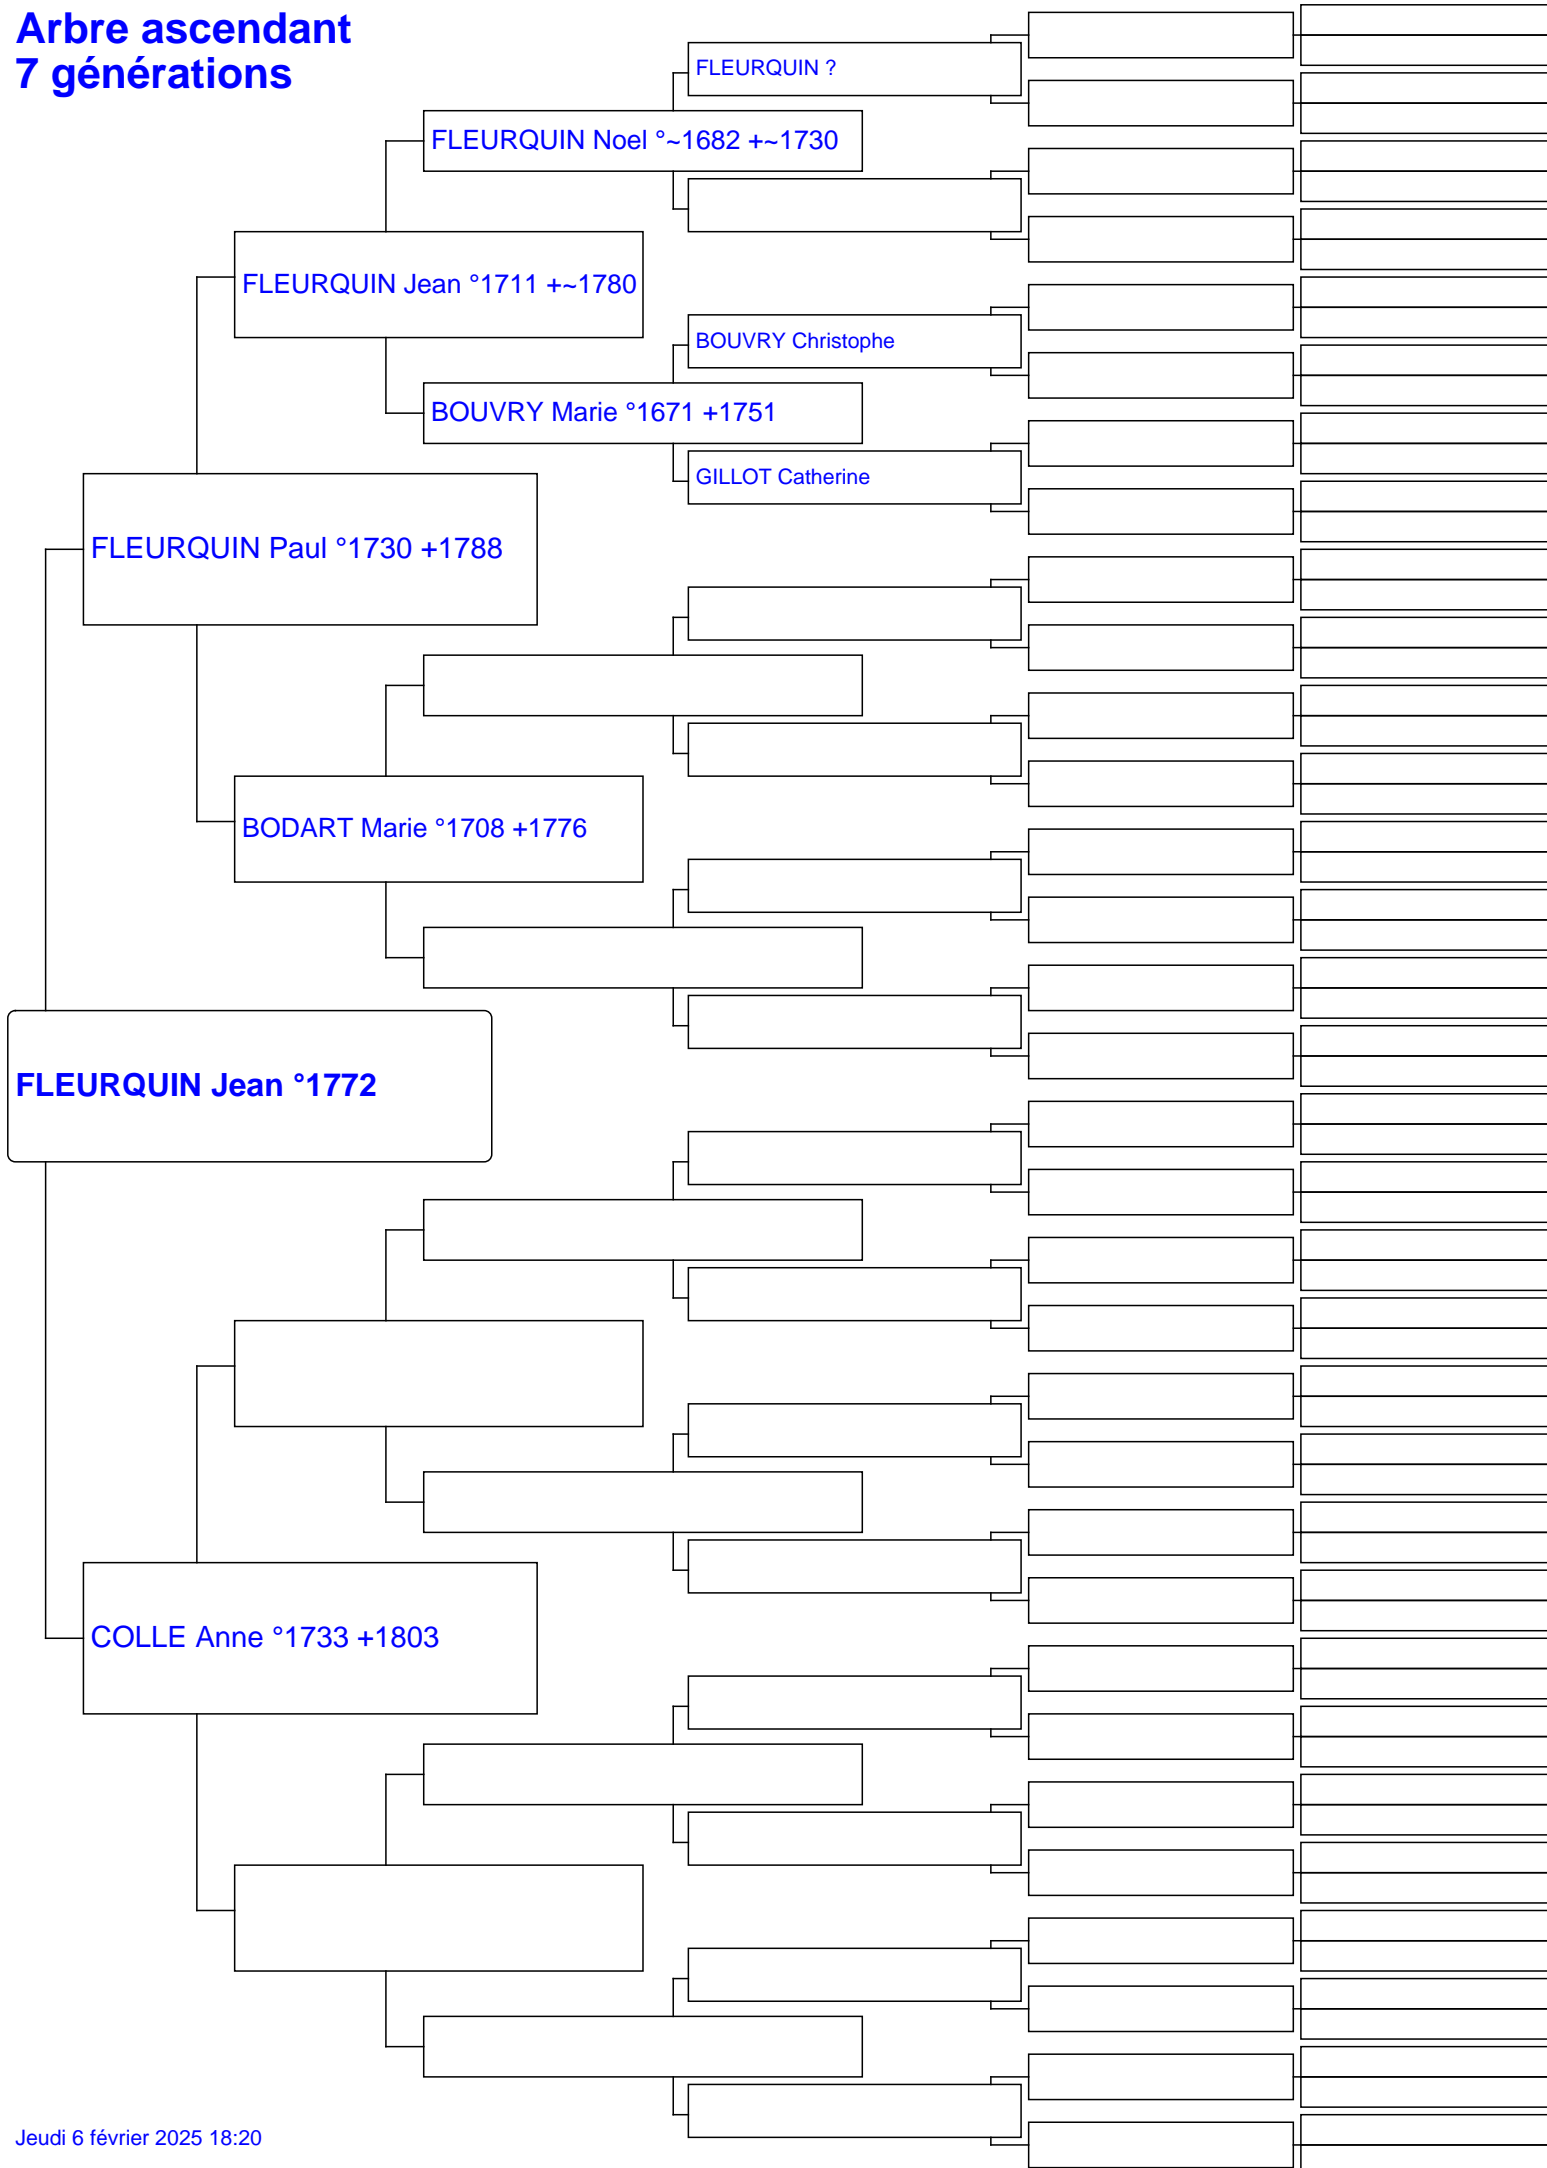 Arbre ascendant
7 générations
FLEURQUIN ?
FLEURQUIN Noel °~1682 +~1730
FLEURQUIN Jean °1711 +~1780
BOUVRY Christophe
BOUVRY Marie °1671 +1751
GILLOT Catherine
FLEURQUIN Paul °1730 +1788
BODART Marie °1708 +1776
FLEURQUIN Jean °1772
COLLE Anne °1733 +1803
Jeudi 6 février 2025 18:20